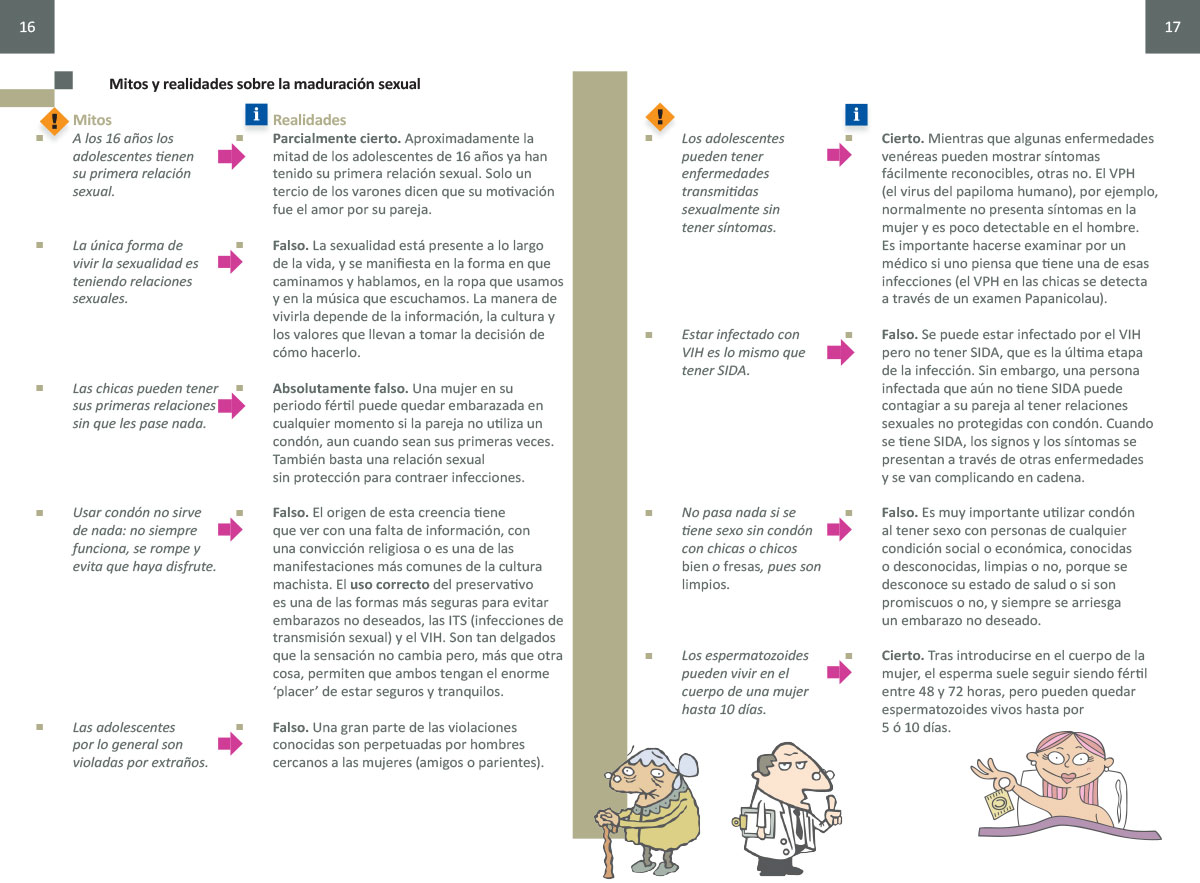 16
17
Mitos y realidades sobre la maduración sexual
Mitos
Realidades
A los 16 años los
adolescentes tienen
su primera relación
sexual.
Parcialmente cierto. Aproximadamente la
mitad de los adolescentes de 16 años ya han
tenido su primera relación sexual. Solo un
tercio de los varones dicen que su motivación
fue el amor por su pareja.
La única forma de
vivir la sexualidad es
teniendo relaciones
sexuales.
Falso. La sexualidad está presente a lo largo
de la vida, y se manifiesta en la forma en que
caminamos y hablamos, en la ropa que usamos
y en la música que escuchamos. La manera de
vivirla depende de la información, la cultura y
los valores que llevan a tomar la decisión de
cómo hacerlo.
Las chicas pueden tener
sus primeras relaciones
sin que les pase nada.
Absolutamente falso. Una mujer en su
periodo fértil puede quedar embarazada en
cualquier momento si la pareja no utiliza un
condón, aun cuando sean sus primeras veces.
También basta una relación sexual
sin protección para contraer infecciones.
Usar condón no sirve
de nada: no siempre
funciona, se rompe y
evita que haya disfrute.
Falso. El origen de esta creencia tiene
que ver con una falta de información, con
una convicción religiosa o es una de las
manifestaciones más comunes de la cultura
machista. El uso correcto del preservativo
es una de las formas más seguras para evitar
embarazos no deseados, las ITS (infecciones de
transmisión sexual) y el VIH. Son tan delgados
que la sensación no cambia pero, más que otra
cosa, permiten que ambos tengan el enorme
‘placer’ de estar seguros y tranquilos.
Las adolescentes
por lo general son
violadas por extraños.
Falso. Una gran parte de las violaciones
conocidas son perpetuadas por hombres
cercanos a las mujeres (amigos o parientes).
Los adolescentes
pueden tener
enfermedades
transmitidas
sexualmente sin
tener síntomas.
Cierto. Mientras que algunas enfermedades
venéreas pueden mostrar síntomas
fácilmente reconocibles, otras no. El VPH
(el virus del papiloma humano), por ejemplo,
normalmente no presenta síntomas en la
mujer y es poco detectable en el hombre.
Es importante hacerse examinar por un
médico si uno piensa que tiene una de esas
infecciones (el VPH en las chicas se detecta
a través de un examen Papanicolau).
Estar infectado con
VIH es lo mismo que
tener SIDA.
Falso. Se puede estar infectado por el VIH
pero no tener SIDA, que es la última etapa
de la infección. Sin embargo, una persona
infectada que aún no tiene SIDA puede
contagiar a su pareja al tener relaciones
sexuales no protegidas con condón. Cuando
se tiene SIDA, los signos y los síntomas se
presentan a través de otras enfermedades
y se van complicando en cadena.
No pasa nada si se
tiene sexo sin condón
con chicas o chicos
bien o fresas, pues son
limpios.
Falso. Es muy importante utilizar condón
al tener sexo con personas de cualquier
condición social o económica, conocidas
o desconocidas, limpias o no, porque se
desconoce su estado de salud o si son
promiscuos o no, y siempre se arriesga
un embarazo no deseado.
Los espermatozoides
pueden vivir en el
cuerpo de una mujer
hasta 10 días.
Cierto. Tras introducirse en el cuerpo de la
mujer, el esperma suele seguir siendo fértil
entre 48 y 72 horas, pero pueden quedar
espermatozoides vivos hasta por
5 ó 10 días.